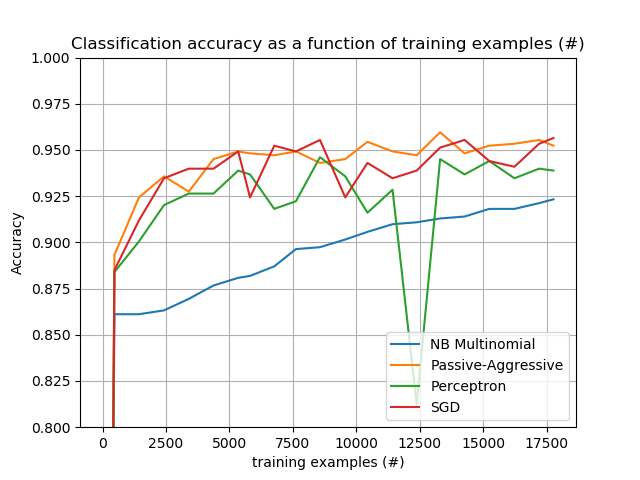 Classification accuracy as a function of training examples (#)
1.000
0.975
0.950
0.925
0.900
0.875
0.850
0.825
0.800
Accuracy
NB Multinomial
Passive-Aggressive
Perceptron
SGD
0 2500 5000 7500 10000 12500 15000 17500
training examples (#)